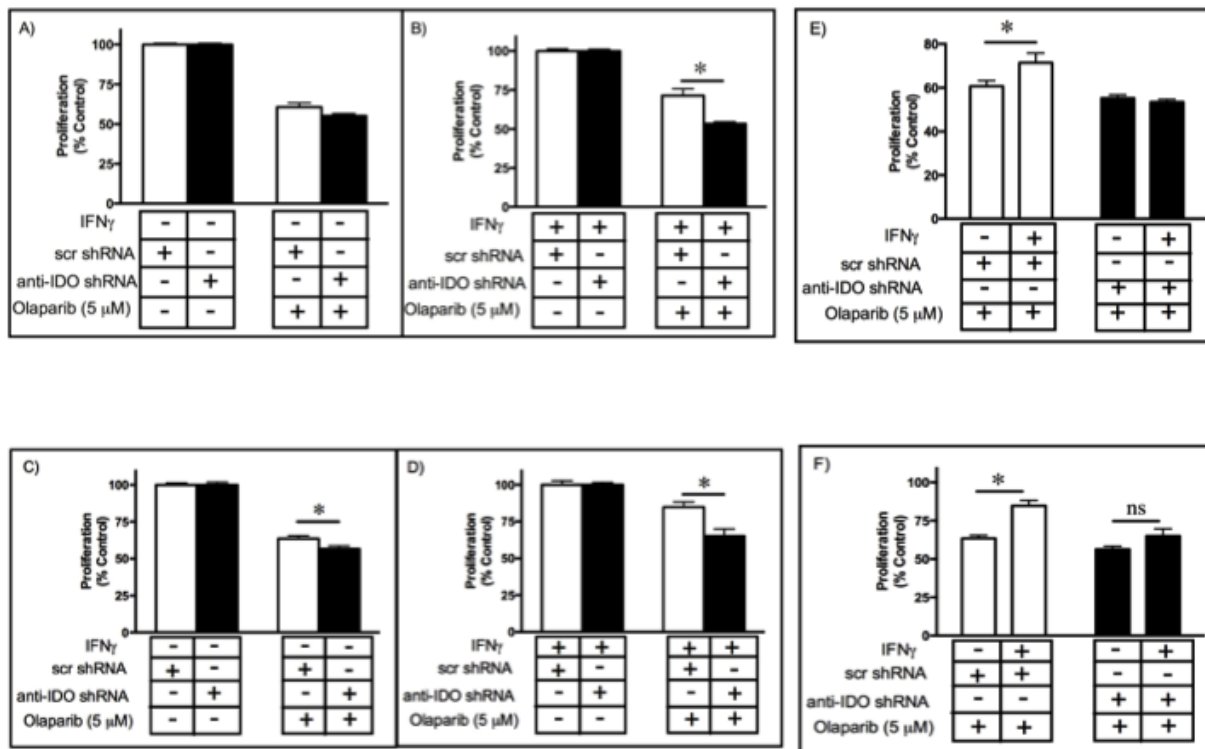 A)
Proliferation
(% Control)
100
75
50
25
0
IFNγ - - - -
scr shRNA + - + -
anti-IDO shRNA - + - +
Olaparib (5 μM) - - + +
B)
Proliferation
(% Control)
100
75
50
25
0
*
IFNγ + + + +
scr shRNA + - + -
anti-IDO shRNA - + - +
Olaparib (5 μM) - - + +
E)
Proliferation
(% Control)
80
60
40
20
0
*
IFNγ - + - +
scr shRNA + + - -
anti-IDO shRNA - - + +
Olaparib (5 μM) + + + +
C)
Proliferation
(% Control)
100
75
50
25
0
*
IFNγ - - - -
scr shRNA + - + -
anti-IDO shRNA - + - +
Olaparib (5 μM) - - + +
D)
Proliferation
(% Control)
100
75
50
25
0
*
IFNγ + + + +
scr shRNA + - + -
anti-IDO shRNA - + - +
Olaparib (5 μM) - - + +
F)
Proliferation
(% Control)
100
75
50
25
0
*
ns
IFNγ - + - +
scr shRNA + + - -
anti-IDO shRNA - - + +
Olaparib (5 μM) + + + +